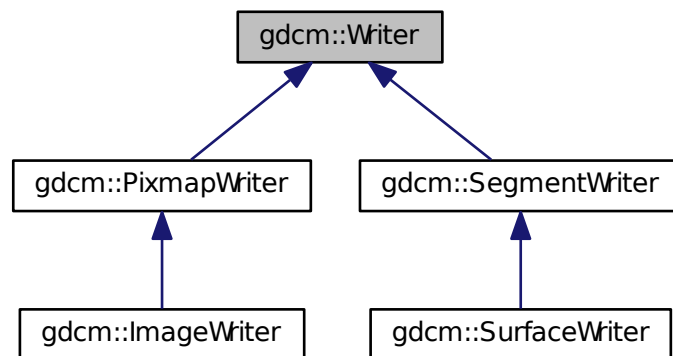 gdcm::Writer
gdcm::PixmapWriter
gdcm::SegmentWriter
gdcm::ImageWriter
gdcm::SurfaceWriter